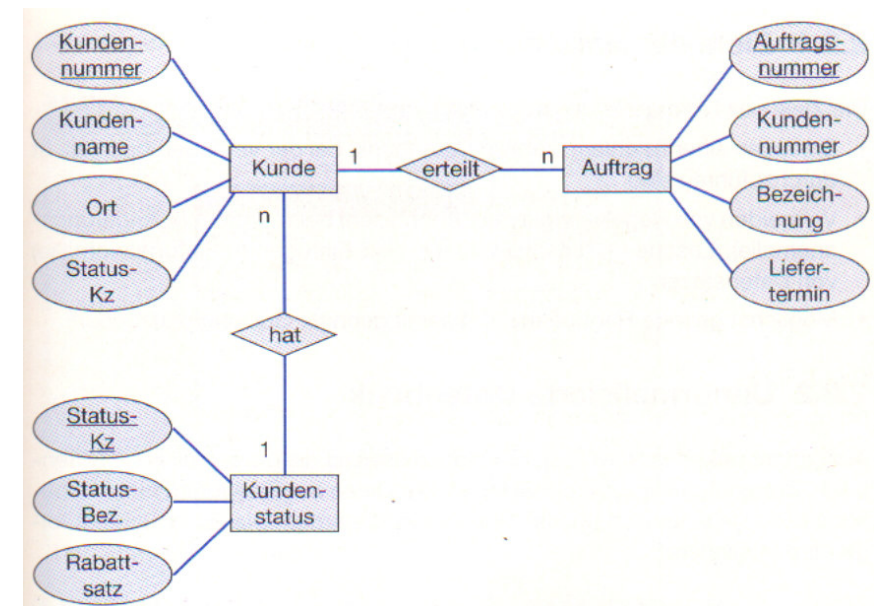 Kunden-
nummer
Kunden-
name
Ort
Status-
Kz
Kunde
1
erteilt
n
Auftrag
Auftrags-
nummer
Kunden-
nummer
Bezeich-
nung
Liefer-
termin
n
hat
1
Status-
Kz
Status-
Bez.
Rabatt-
satz
Kunden-
status